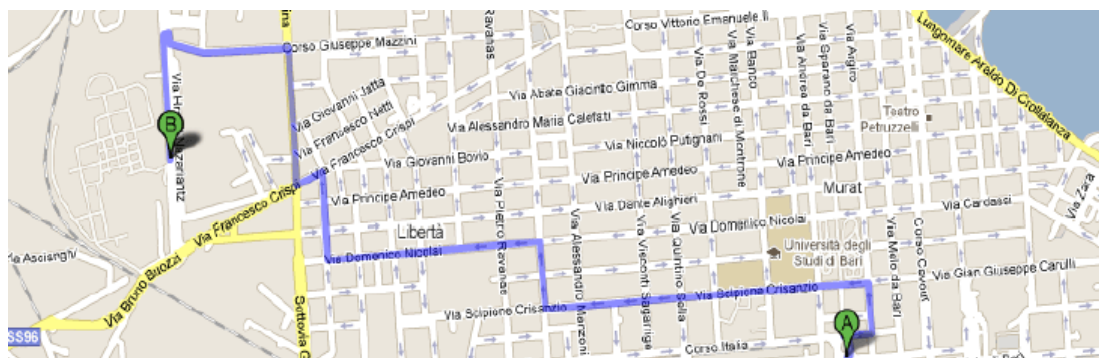 Corso Vittorio Emanuele II
Lungomare Araldo Di Crollalanza
Corso Giuseppe Mazzini
Via Giovanni Jatta
Via Francesco Netti
Via Francesco Crispi
Via Abate Giacinto Gimma
Via De Rossi
Via Marchese di Montrone
Via Banco
Via Andrea da Bari
Via Sparano da Bari
Via Argiro
Via Alessandro Maria Calefati
Teatro
Petruzzelli
B
Via Giovanni Bovio
Via Niccolò Putignani
Via Principe Amedeo
Via Principe Amedeo
Via Principe Amedeo
Murat
Via Zara
Via Cardassi
Via Dante Alighieri
Via Francesco Crispi
Libertà
Via Domenico Nicolai
Via Domenico Nicolai
Università degli
Studi di Bari
Via Pietro Ravanas
Via Alessandro Manzoni
Via Visconti
Via Quintino Sella
Via Melo da Bari
Corso Cavour
Via Gian Giuseppe Carulli
Via Bruno Buozzi
Via Scipione Crisanzio
Via Scipione Crisanzio
A
SS96
Corso Italia